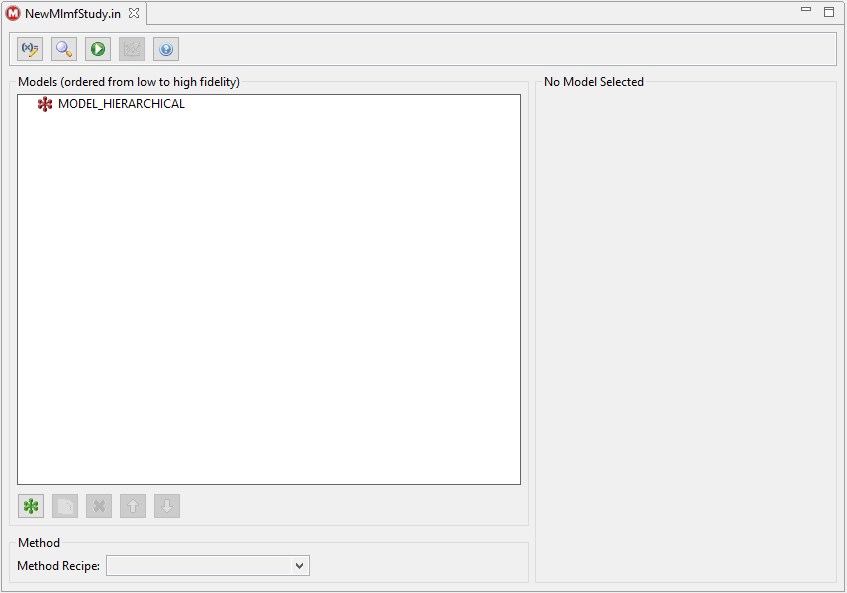 NewMlmfStudy.in
Models (ordered from low to high fidelity)
No Model Selected
MODEL_HIERARCHICAL
Method
Method Recipe: